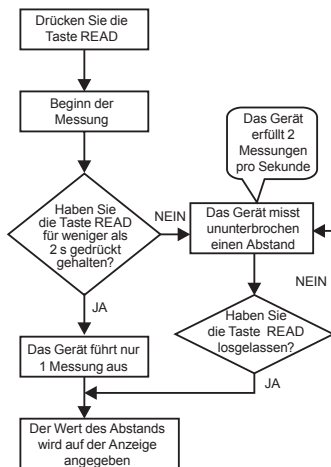 Drücken Sie die
Taste READ
Beginn der
Messung
Das Gerät
erfüllt 2
Messungen
pro Sekunde
Haben Sie
die Taste READ
für weniger als
2 s gedrückt
gehalten?
NEIN
Das Gerät misst
ununterbrochen
einen Abstand
NEIN
JA
Haben Sie
die Taste READ
losgelassen?
Das Gerät führt nur
1 Messung aus
JA
Der Wert des Abstands
wird auf der Anzeige
angegeben